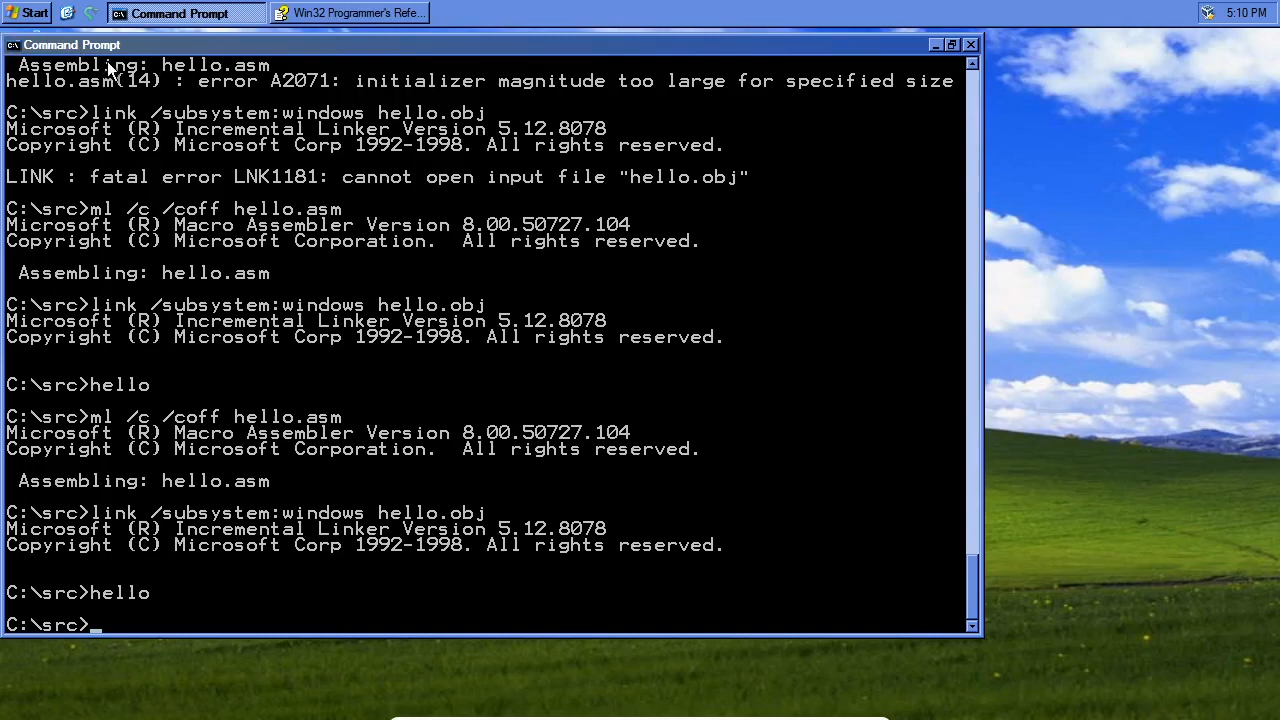 Start
Command Prompt
Win32 Programmer's Refe...
5:10 PM
Command Prompt
Assembling: hello.asm
hello.asm(14) : error A2071: initializer magnitude too large for specified size
C:\src>link /subsystem:windows hello.obj
Microsoft (R) Incremental Linker Version 5.12.8078
Copyright (C) Microsoft Corp 1992-1998. All rights reserved.
LINK : fatal error LNK1181: cannot open input file "hello.obj"
C:\src>ml /c /coff hello.asm
Microsoft (R) Macro Assembler Version 8.00.50727.104
Copyright (C) Microsoft Corporation.  All rights reserved.
Assembling: hello.asm
C:\src>link /subsystem:windows hello.obj
Microsoft (R) Incremental Linker Version 5.12.8078
Copyright (C) Microsoft Corp 1992-1998. All rights reserved.
C:\src>hello
C:\src>ml /c /coff hello.asm
Microsoft (R) Macro Assembler Version 8.00.50727.104
Copyright (C) Microsoft Corporation.  All rights reserved.
Assembling: hello.asm
C:\src>link /subsystem:windows hello.obj
Microsoft (R) Incremental Linker Version 5.12.8078
Copyright (C) Microsoft Corp 1992-1998. All rights reserved.
C:\src>hello
C:\src>_